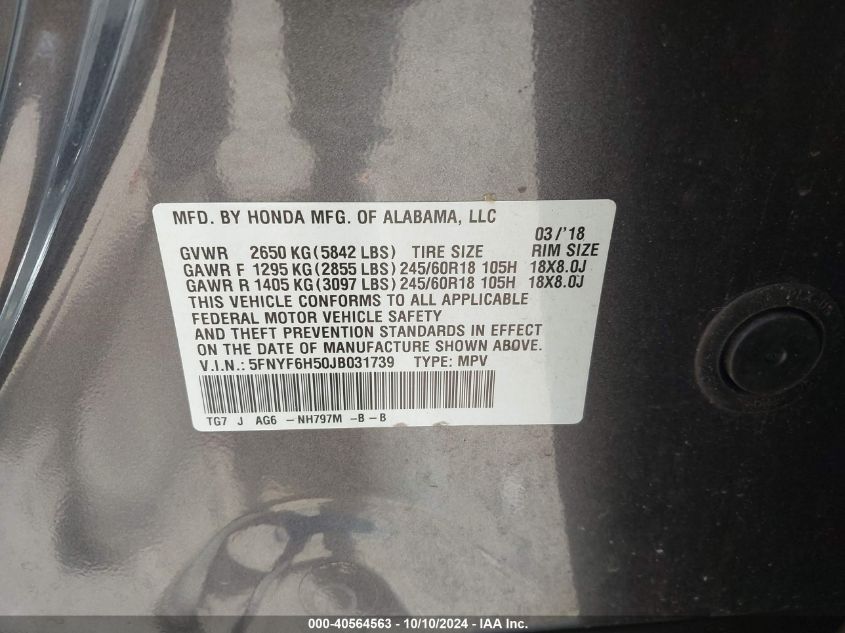 MFD. BY HONDA MFG. OF ALABAMA, LLC
03/'18
GVWR 2650 KG(5842 LBS) TIRE SIZE RIM SIZE
GAWR F 1295 KG(2855 LBS) 245/60R18 105H 18X8.0J
GAWR R 1405 KG(3097 LBS) 245/60R18 105H 18X8.0J
THIS VEHICLE CONFORMS TO ALL APPLICABLE
FEDERAL MOTOR VEHICLE SAFETY
AND THEFT PREVENTION STANDARDS IN EFFECT
ON THE DATE OF MANUFACTURE SHOWN ABOVE.
V.I.N.: 5FNYF6H50JB031739 TYPE: MPV
TG7 J AG6 -NH797M -B-B
000-40564563 - 10/10/2024 - IAA Inc.